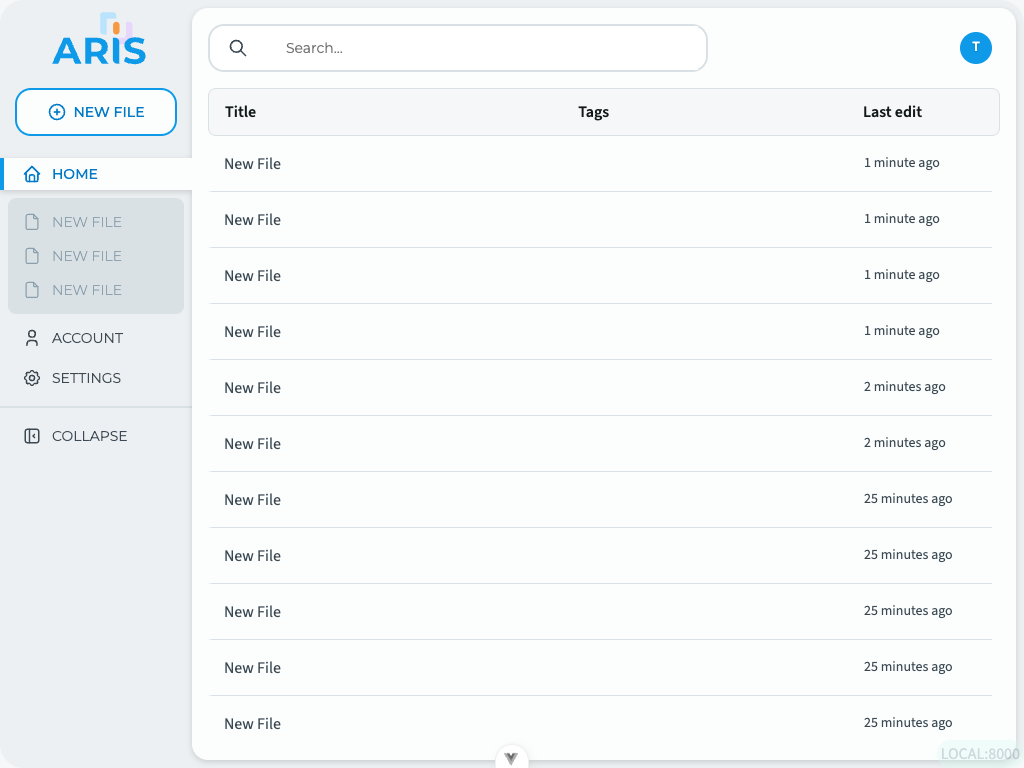 ARIS
NEW FILE
HOME
NEW FILE
NEW FILE
NEW FILE
ACCOUNT
SETTINGS
COLLAPSE
Search...
T
Title Tags Last edit
New File 1 minute ago
New File 1 minute ago
New File 1 minute ago
New File 1 minute ago
New File 2 minutes ago
New File 2 minutes ago
New File 25 minutes ago
New File 25 minutes ago
New File 25 minutes ago
New File 25 minutes ago
New File 25 minutes ago
LOCAL:8000